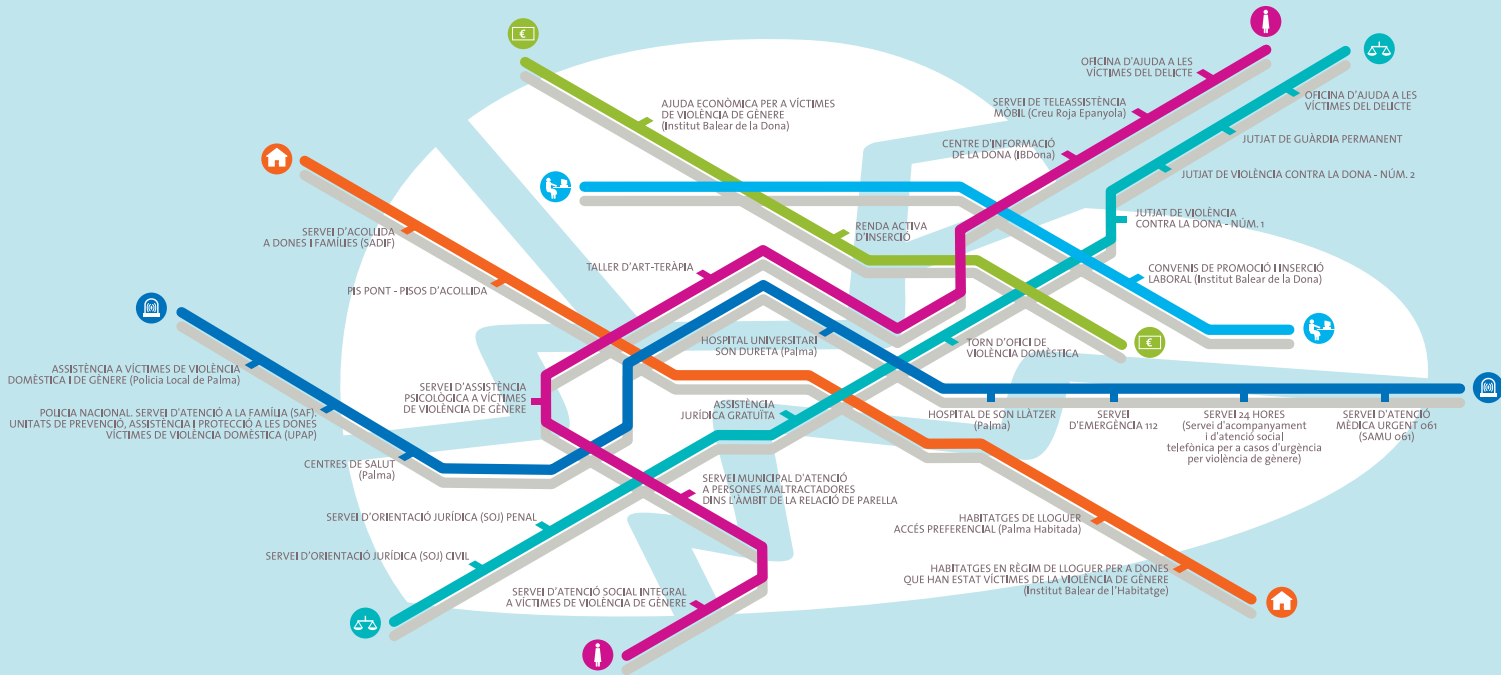 OFICINA D'AJUDA A LES
VÍCTIMES DEL DELICTE
OFICINA D'AJUDA A LES
VÍCTIMES DEL DELICTE
AJUDA ECONÒMICA PER A VÍCTIMES
DE VIOLÈNCIA DE GÈNERE
(Institut Balear de la Dona)
SERVEI DE TELEASSISTÈNCIA
MÒBIL (Creu Roja Epanyola)
JUTJAT DE GUÀRDIA PERMANENT
CENTRE D'INFORMACIÓ
DE LA DONA (IBDona)
JUTJAT DE VIOLÈNCIA CONTRA LA DONA - NÚM. 2
JUTJAT DE VIOLÈNCIA
CONTRA LA DONA - NÚM. 1
SERVEI D'ACOLLIDA
A DONES I FAMÍLIES (SADIF)
RENDA ACTIVA
D'INSERCIÓ
TALLER D'ART-TERÀPIA
CONVENIS DE PROMOCIÓ I INSERCIÓ
LABORAL (Institut Balear de la Dona)
PIS PONT - PISOS D'ACOLLIDA
HOSPITAL UNIVERSITARI
SON DURETA (Palma)
TORN D'OFICI DE
VIOLÈNCIA DOMÈSTICA
ASSISTÈNCIA A VÍCTIMES DE VIOLÈNCIA
DOMÈSTICA I DE GÈNERE (Policia Local de Palma)
SERVEI D'ASSISTÈNCIA
PSICOLÒGICA A VÍCTIMES
DE VIOLÈNCIA DE GÈNERE
POLICIA NACIONAL. SERVEI D'ATENCIÓ A LA FAMÍLIA (SAF).
UNITATS DE PREVENCIÓ, ASSISTÈNCIA I PROTECCIÓ A LES DONES
VÍCTIMES DE VIOLÈNCIA DOMÈSTICA (UPAP)
ASSISTÈNCIA
JURÍDICA GRATUÏTA
HOSPITAL DE SON LLÀTZER
(Palma)
SERVEI
D'EMERGÈNCIA 112
SERVEI 24 HORES
(Servei d'acompanyament
i d'atenció social
telefònica per a casos d'urgència
per violència de gènere)
SERVEI D'ATENCIÓ
MÈDICA URGENT 061
(SAMU 061)
CENTRES DE SALUT
(Palma)
SERVEI MUNICIPAL D'ATENCIÓ
A PERSONES MALTRACTADORES
DINS L'ÀMBIT DE LA RELACIÓ DE PARELLA
SERVEI D'ORIENTACIÓ JURÍDICA (SOJ) PENAL
HABITATGES DE LLOGUER
ACCÉS PREFERENCIAL (Palma Habitada)
SERVEI D'ORIENTACIÓ JURÍDICA (SOJ) CIVIL
HABITATGES EN RÈGIM DE LLOGUER PER A DONES
QUE HAN ESTAT VÍCTIMES DE LA VIOLÈNCIA DE GÈNERE
(Institut Balear de l'Habitatge)
SERVEI D'ATENCIÓ SOCIAL INTEGRAL
A VÍCTIMES DE VIOLÈNCIA DE GÈNERE